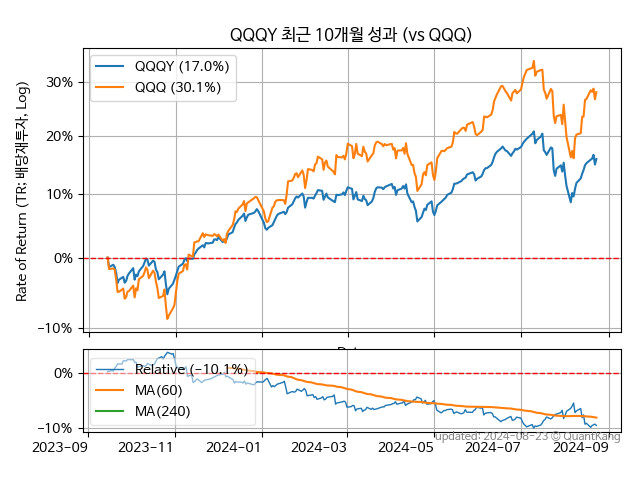 QQQY 최근 10개월 성과 (vs QQQ)
QQQY (17.0%)
QQQ (30.1%)
Rate of Return (TR: 배당재투자, Log)
30%
20%
10%
0%
−10%
Relative (−10.1%)
MA(60)
MA(240)
0%
−10%
updated: 2024-08-23 © QuantKang
2023-09 2023-11 2024-01 2024-03 2024-05 2024-07 2024-09